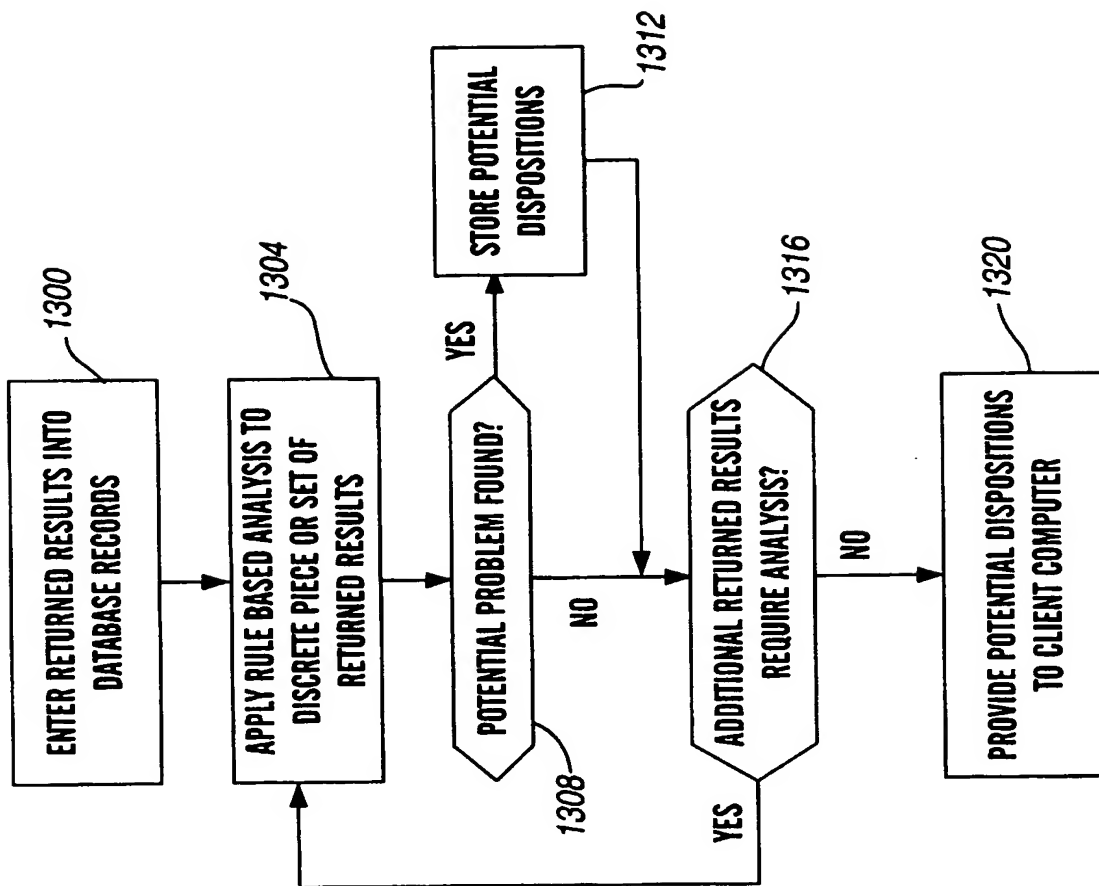 1300
ENTER RETURNED RESULTS INTO
DATABASE RECORDS
1304
APPLY RULE BASED ANALYSIS TO
DISCRETE PIECE OR SET OF
RETURNED RESULTS
1308
POTENTIAL PROBLEM FOUND?
YES
NO
1312
STORE POTENTIAL
DISPOSITIONS
1316
ADDITIONAL RETURNED RESULTS
REQUIRE ANALYSIS?
YES
NO
1320
PROVIDE POTENTIAL DISPOSITIONS
TO CLIENT COMPUTER